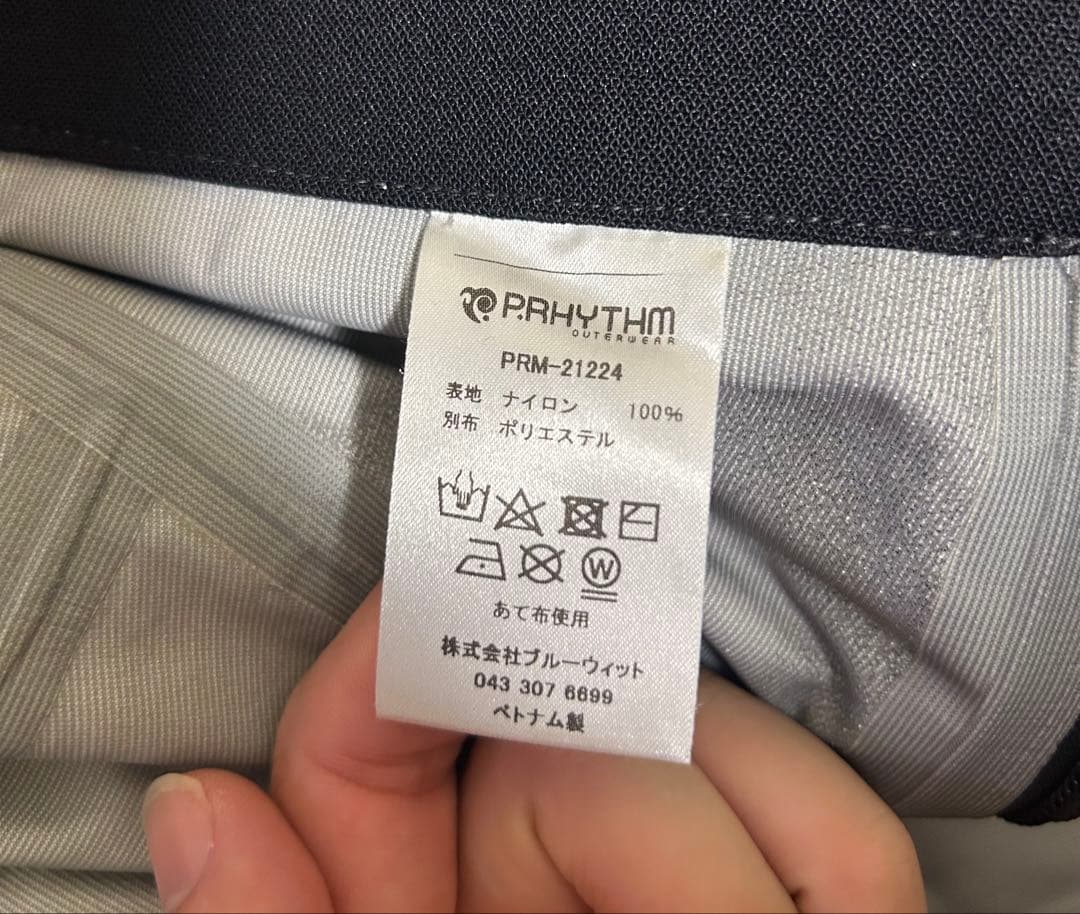 P.RHYTHM
OUTERWEAR
PRM-21224
表地 ナイロン 100%
別布 ポリエステル
W
あて布使用
株式会社ブルーウィット
043 307 6699
ベトナム製